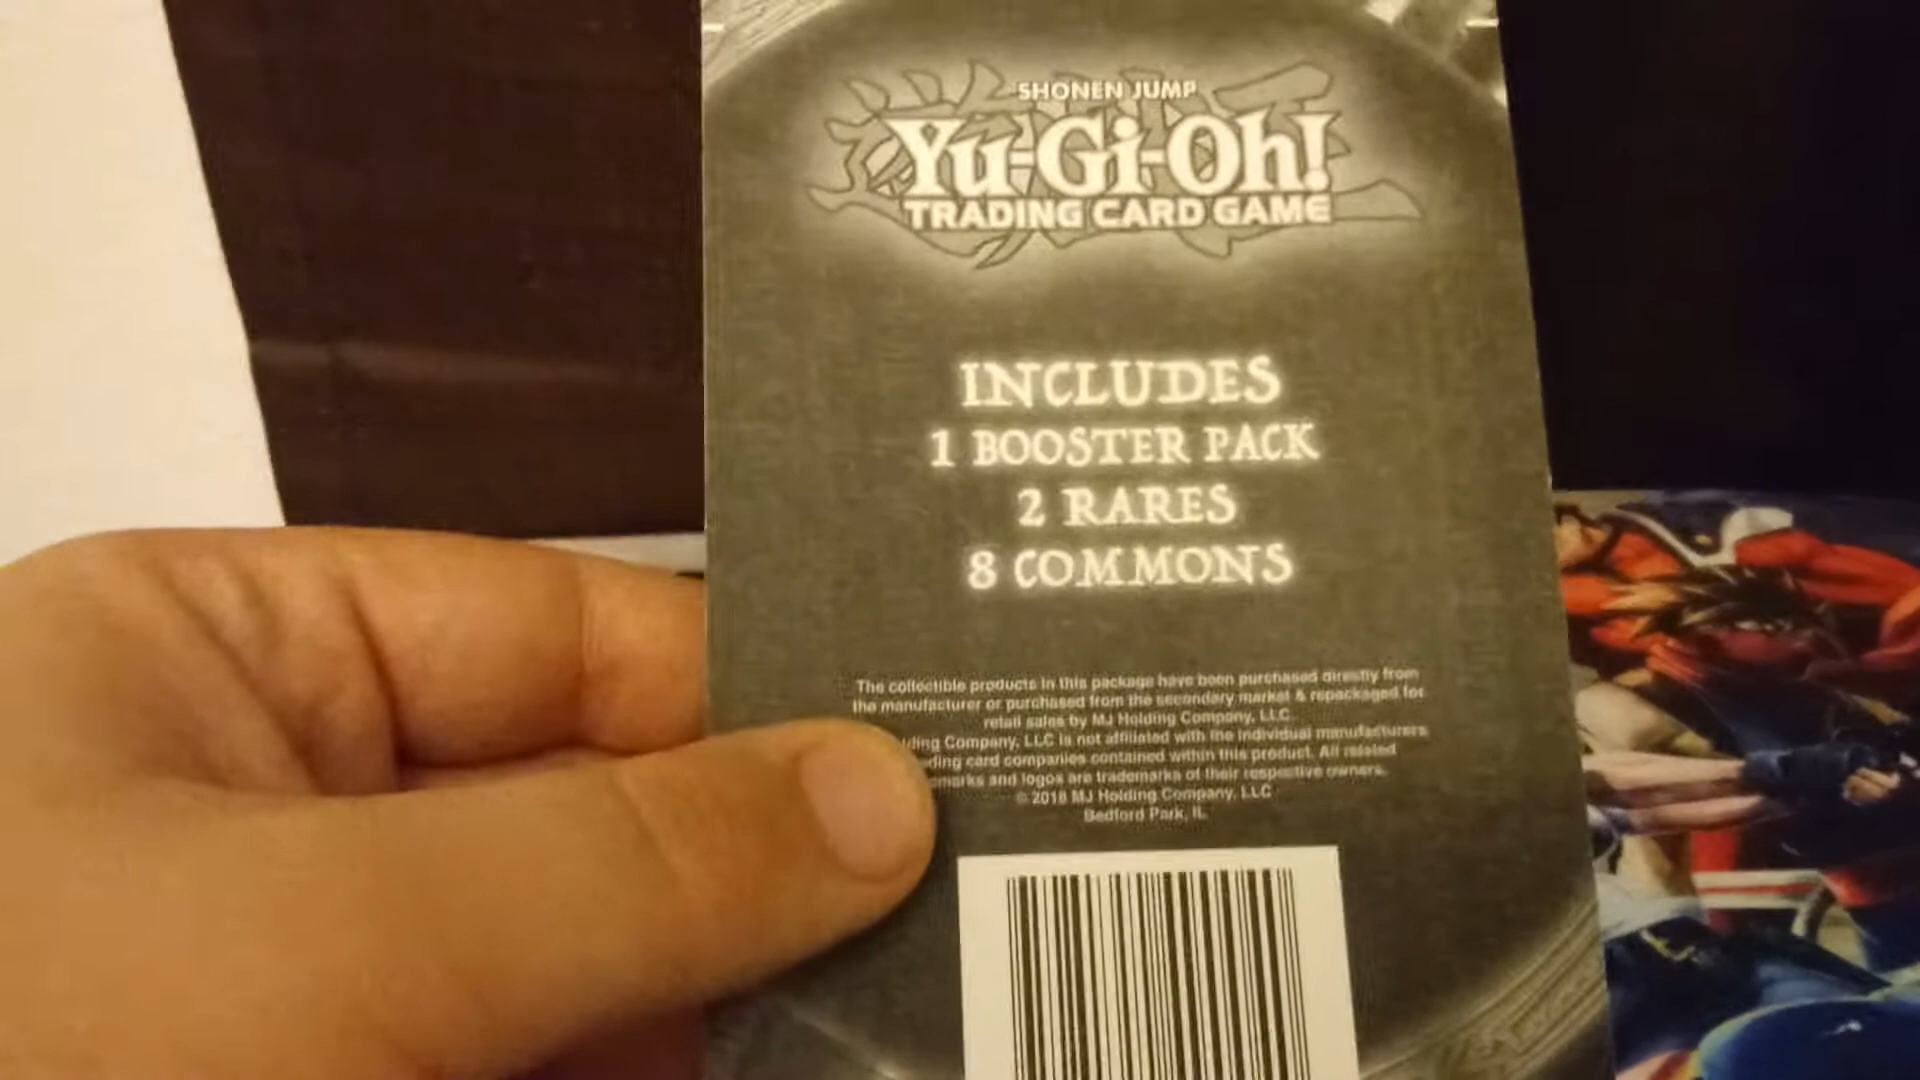 SHONEN JUMP
Yu-Gi-Oh!
TRADING CARD GAME
INCLUDES
1 BOOSTER PACK
2 RARES
8 COMMONS
The collectible products in this package have been purchased directly from
the manufacturer or purchased from the secondary market & repackaged for
retail sales by MJ Holding Company, LLC.
lding Company, LLC is not affiliated with the individual manufacturers
ding card companies contained within this product. All related
emarks and logos are trademarks of their respective owners.
© 2018 MJ Holding Company, LLC
Bedford Park, IL